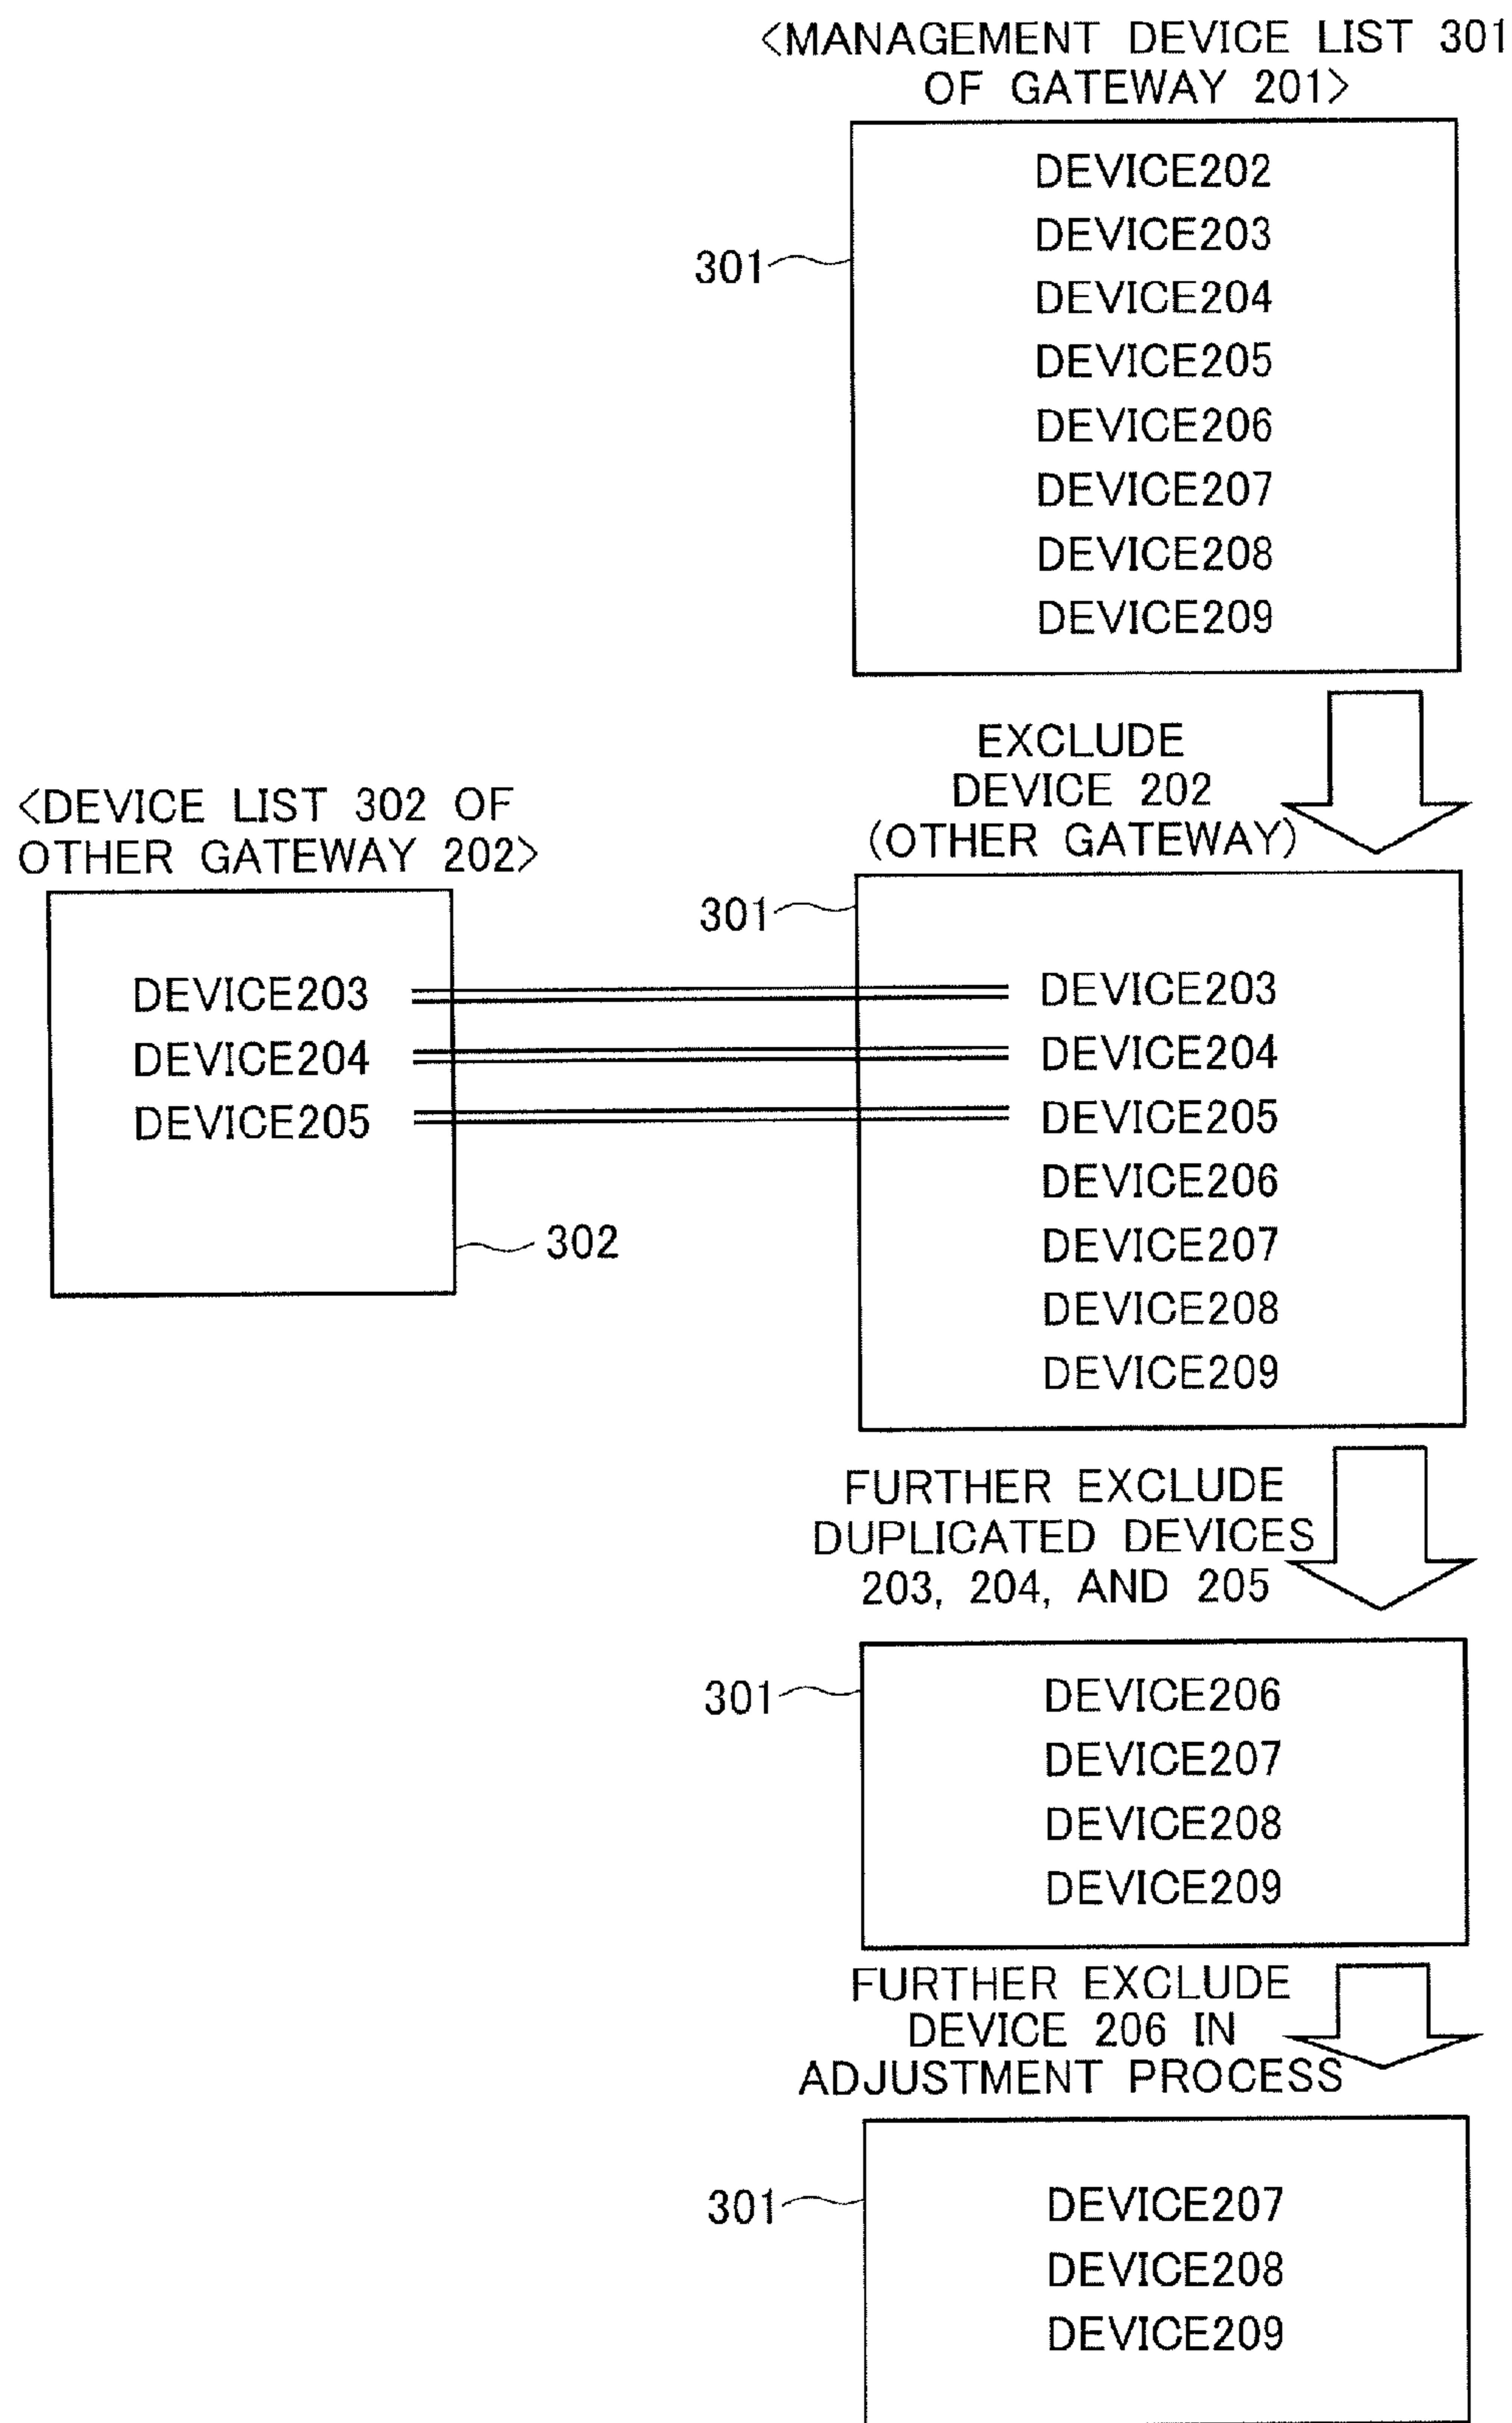 <MANAGEMENT DEVICE LIST 301
OF GATEWAY 201>
301
DEVICE202
DEVICE203
DEVICE204
DEVICE205
DEVICE206
DEVICE207
DEVICE208
DEVICE209
EXCLUDE
DEVICE 202
(OTHER GATEWAY)
<DEVICE LIST 302 OF
OTHER GATEWAY 202>
DEVICE203
DEVICE204
DEVICE205
302
301
DEVICE203
DEVICE204
DEVICE205
DEVICE206
DEVICE207
DEVICE208
DEVICE209
FURTHER EXCLUDE
DUPLICATED DEVICES
203, 204, AND 205
301
DEVICE206
DEVICE207
DEVICE208
DEVICE209
FURTHER EXCLUDE
DEVICE 206 IN
ADJUSTMENT PROCESS
301
DEVICE207
DEVICE208
DEVICE209